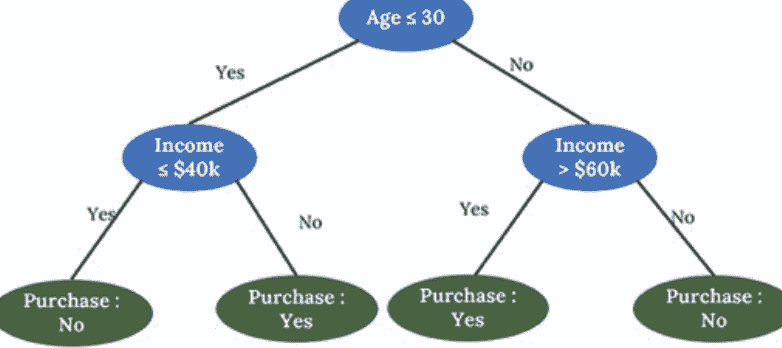 Age ≤ 30
Yes
No
Income
≤ $40k
Income
> $60k
Yes
No
Yes
No
Purchase :
No
Purchase :
Yes
Purchase :
Yes
Purchase :
No